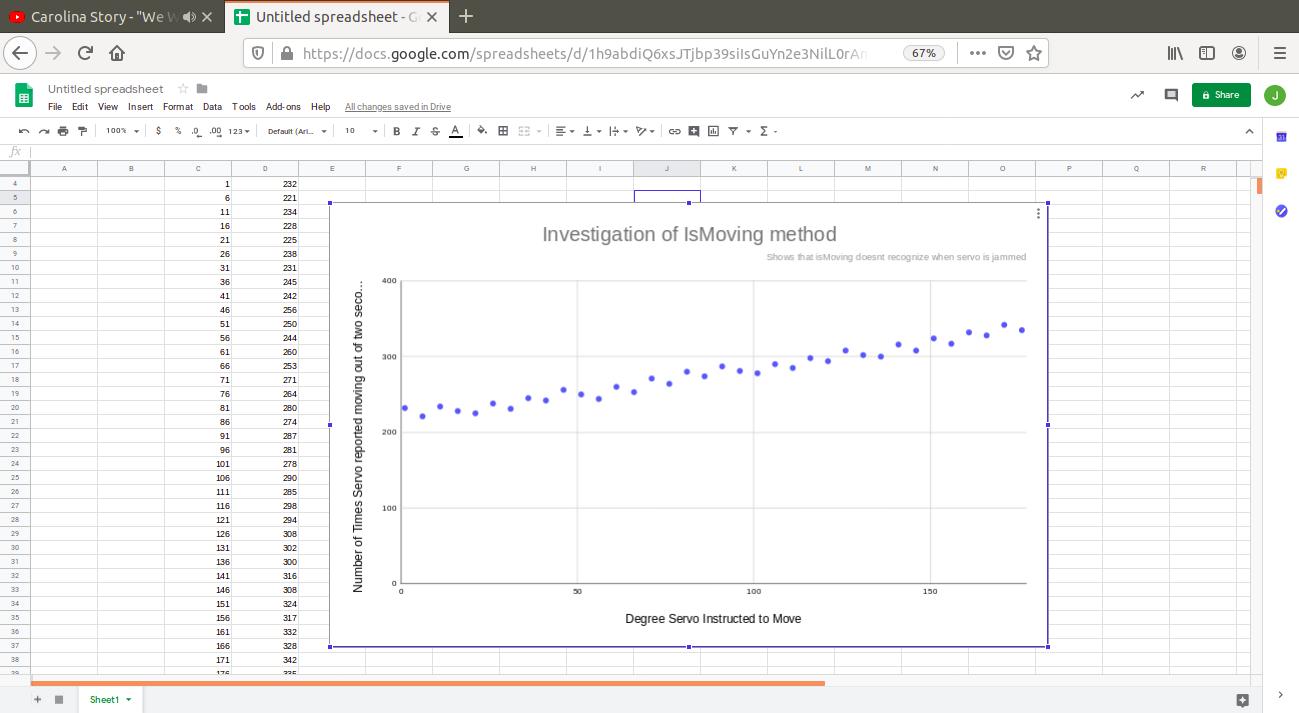 Carolina Story - "We W
Untitled spreadsheet - G
https://docs.google.com/spreadsheets/d/1h9abdiQ6xsJTjbp39silsGuYn2e3NilL0rAm
67%
Untitled spreadsheet
File Edit View Insert Format Data Tools Add-ons Help All changes saved in Drive
Share
J
100% $ % .0 .00 123 Default (Ari... 10 B I S A
fx
A B C D E F G H I J K L M N O P Q R
4 1 232
5 6 221
6 11 234
7 16 228
8 21 225
9 26 238
10 31 231
11 36 245
12 41 242
13 46 256
14 51 250
15 56 244
16 61 260
17 66 253
18 71 271
19 76 264
20 81 280
21 86 274
22 91 287
23 96 281
24 101 278
25 106 290
26 111 285
27 116 298
28 121 294
29 126 308
30 131 302
31 136 300
32 141 316
33 146 308
34 151 324
35 156 317
36 161 332
37 166 328
38 171 342
39 176 335
Investigation of IsMoving method
Shows that isMoving doesnt recognize when servo is jammed
Number of Times Servo reported moving out of two seco...
400
300
200
100
0
0 50 100 150
Degree Servo Instructed to Move
Sheet1